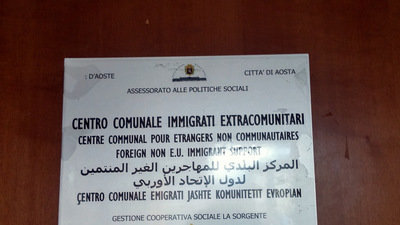 : D'AOSTE
CITTA' DI AOSTA
ASSESSORATO ALLE POLITICHE SOCIALI
CENTRO COMUNALE IMMIGRATI EXTRACOMUNITARI
CENTRE COMMUNAL POUR ETRANGERS NON COMMUNAUTAIRES
FOREIGN NON E.U. IMMIGRANT SUPPORT
المركز البلدي للمهاجرين الغير المنتمين
لدول الإتحاد الأوربي
ÇENTRO COMUNALE EMIGRATI JASHTE KOMUNITETIT EVROPIAN
GESTIONE COOPERATIVA SOCIALE LA SORGENTE